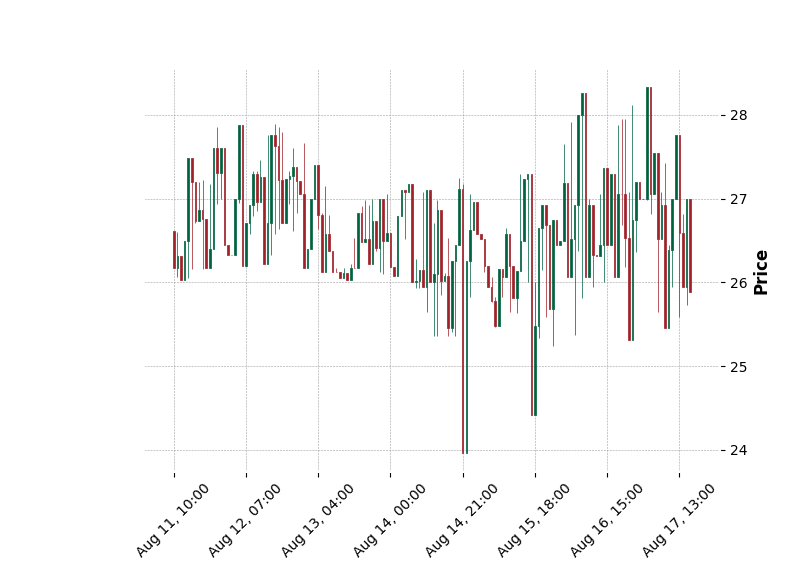 28
27
26
25
24
Price
Aug 11, 10:00
Aug 12, 07:00
Aug 13, 04:00
Aug 14, 00:00
Aug 14, 21:00
Aug 15, 18:00
Aug 16, 15:00
Aug 17, 13:00